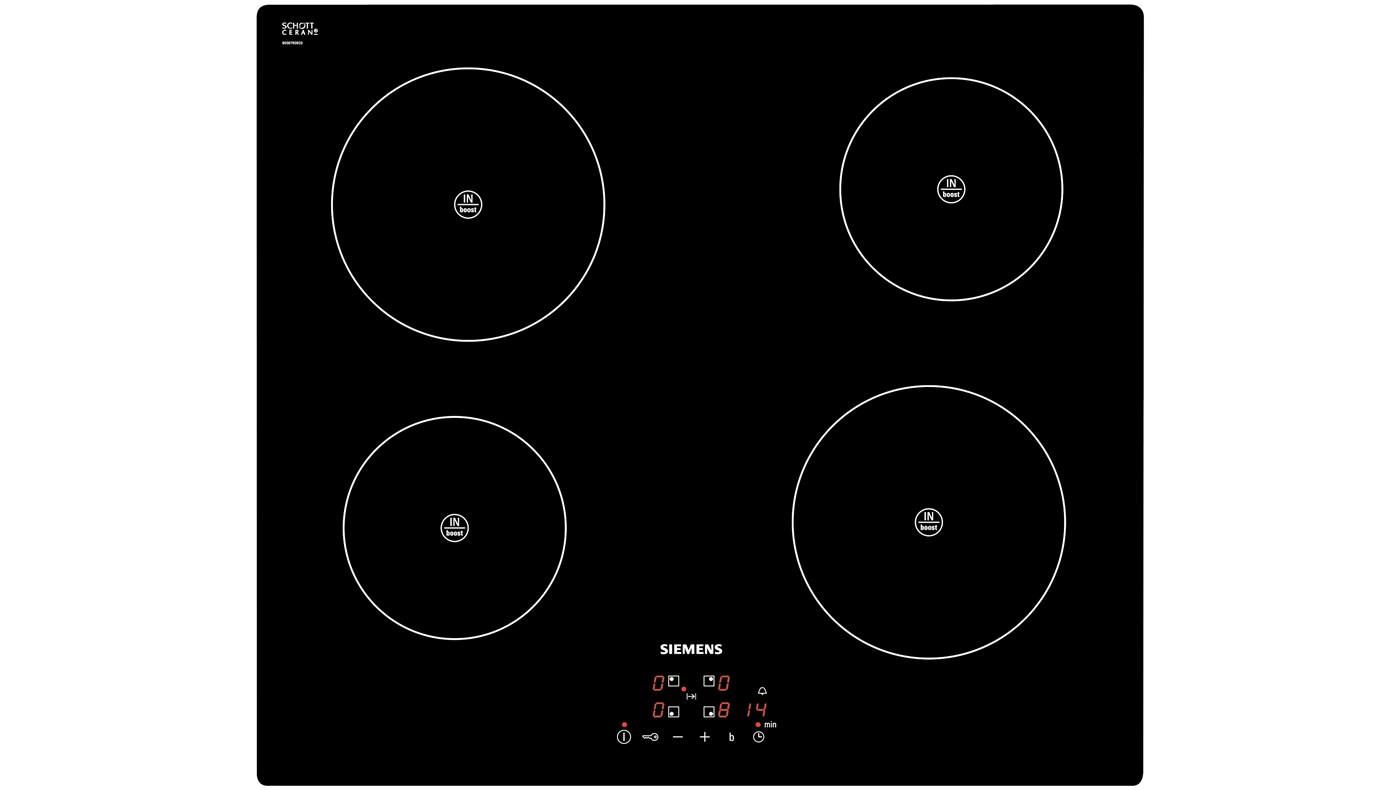 SCHOTT
CERAN®
IN
boost
IN
boost
IN
boost
IN
boost
SIEMENS
0 0
0 8 14
min
b